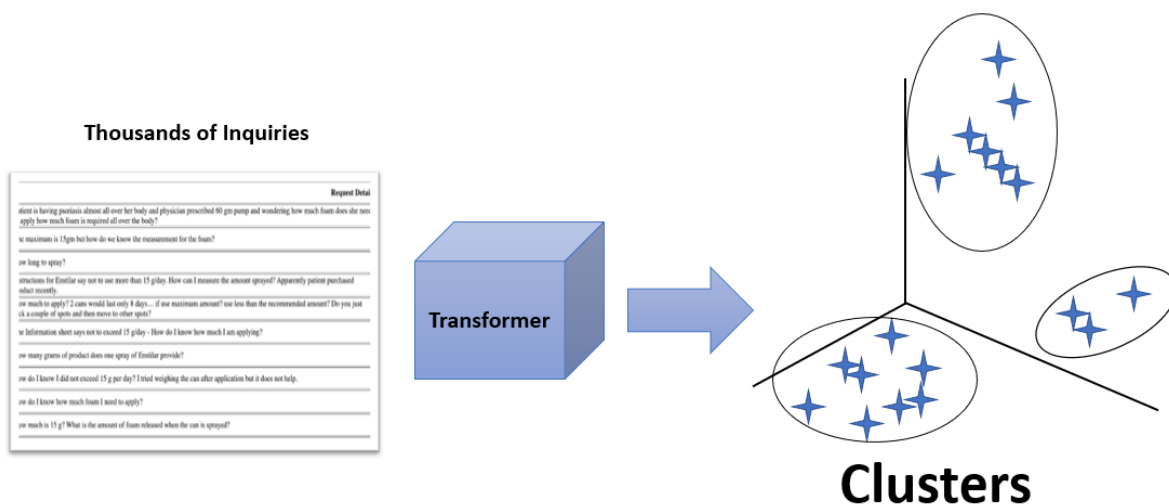 Thousands of Inquiries
Request Detai
tient is having psoriasis almost all over her body and physician prescribed 60 gm pump and wondering how much foam does she nee
apply how much foam is required all over the body?
e maximum is 15gm but how do we know the measurement for the foam?
ow long to spray?
structions for Enstilar say not to use more than 15 g/day. How can I measure the amount sprayed? Apparently patient purchased
oduct recently.
ow much to apply? 2 cans would last only 8 days... if use maximum amount? use less than the recommended amount? Do you just
ck a couple of spots and then move to other spots?
e Information sheet says not to exceed 15 g/day - How do I know how much I am applying?
ow many grams of product does one spray of Enstilar provide?
ow do I know I did not exceed 15 g per day? I tried weighing the can after application but it does not help.
ow do I know how much foam I need to apply?
ow much is 15 g? What is the amount of foam released when the can is sprayed?
Transformer
Clusters